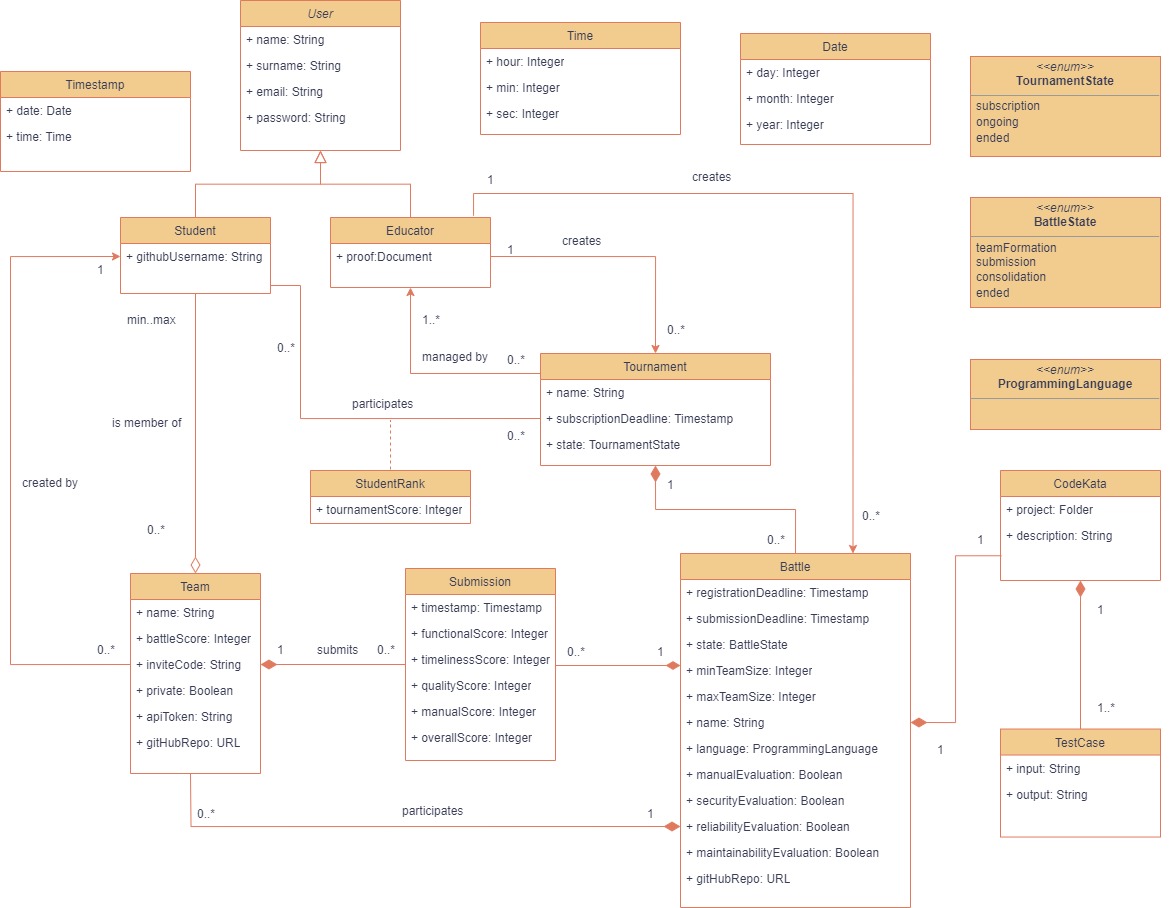 User
+ name: String
+ surname: String
+ email: String
+ password: String
Time
+ hour: Integer
+ min: Integer
+ sec: Integer
Date
+ day: Integer
+ month: Integer
+ year: Integer
<<enum>>
TournamentState
subscription
ongoing
ended
Timestamp
+ date: Date
+ time: Time
<<enum>>
BattleState
teamFormation
submission
consolidation
ended
<<enum>>
ProgrammingLanguage
Student
+ githubUsername: String
Educator
+ proof:Document
1
creates
1
creates
0..*
0..*
1..*
managed by
0..*
Tournament
+ name: String
+ subscriptionDeadline: Timestamp
+ state: TournamentState
0..*
participates
0..*
StudentRank
+ tournamentScore: Integer
1
created by
0..*
min..max
is member of
0..*
1
0..*
Team
+ name: String
+ battleScore: Integer
+ inviteCode: String
+ private: Boolean
+ apiToken: String
+ gitHubRepo: URL
1
submits
0..*
Submission
+ timestamp: Timestamp
+ functionalScore: Integer
+ timelinessScore: Integer
+ qualityScore: Integer
+ manualScore: Integer
+ overallScore: Integer
0..*
1
0..*
participates
1
Battle
+ registrationDeadline: Timestamp
+ submissionDeadline: Timestamp
+ state: BattleState
+ minTeamSize: Integer
+ maxTeamSize: Integer
+ name: String
+ language: ProgrammingLanguage
+ manualEvaluation: Boolean
+ securityEvaluation: Boolean
+ reliabilityEvaluation: Boolean
+ maintainabilityEvaluation: Boolean
+ gitHubRepo: URL
1
1
CodeKata
+ project: Folder
+ description: String
1
1..*
TestCase
+ input: String
+ output: String